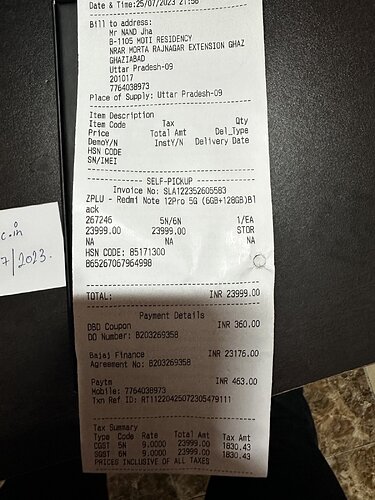 Date & Time:25/07/2023 21:56
Bill to address:
Mr NAND Jha
B-1105 MOTI RESIDENCY
NRAR MORTA RAJNAGAR EXTENSION GHAZ
GHAZIABAD
Uttar Pradesh-09
201017
7764038973
Place of Supply: Uttar Pradesh-09
Item Description
Item Code Tax Qty
Price Total Amt Del_Type
DemoY/N InstY/N Delivery Date
HSN CODE
SN/IMEI
SELF-PICKUP
Invoice No: SLA122352605583
ZPLU - Redmi Note 12Pro 5G (6GB+128GB)Bl
ack
267246 5N/6N 1/EA
23999.00 23999.00 STOR
NA NA NA
HSN CODE: 85171300
865267067964998
TOTAL: INR 23999.00
Payment Details
DBD Coupon INR 360.00
DO Number: B203269358
Bajaj Finance INR 23176.00
Agreement No: B203269358
Paytm INR 463.00
Mobile: 7764038973
Txn Ref ID: RT11220425072305479111
Tax Summary
Type Code Rate Total Amt Tax Amt
CGST 5N 9.0000 23999.00 1830.43
SGST 6N 9.0000 23999.00 1830.43
PRICES INCLUSIVE OF ALL TAXES
c.in
7/2023.